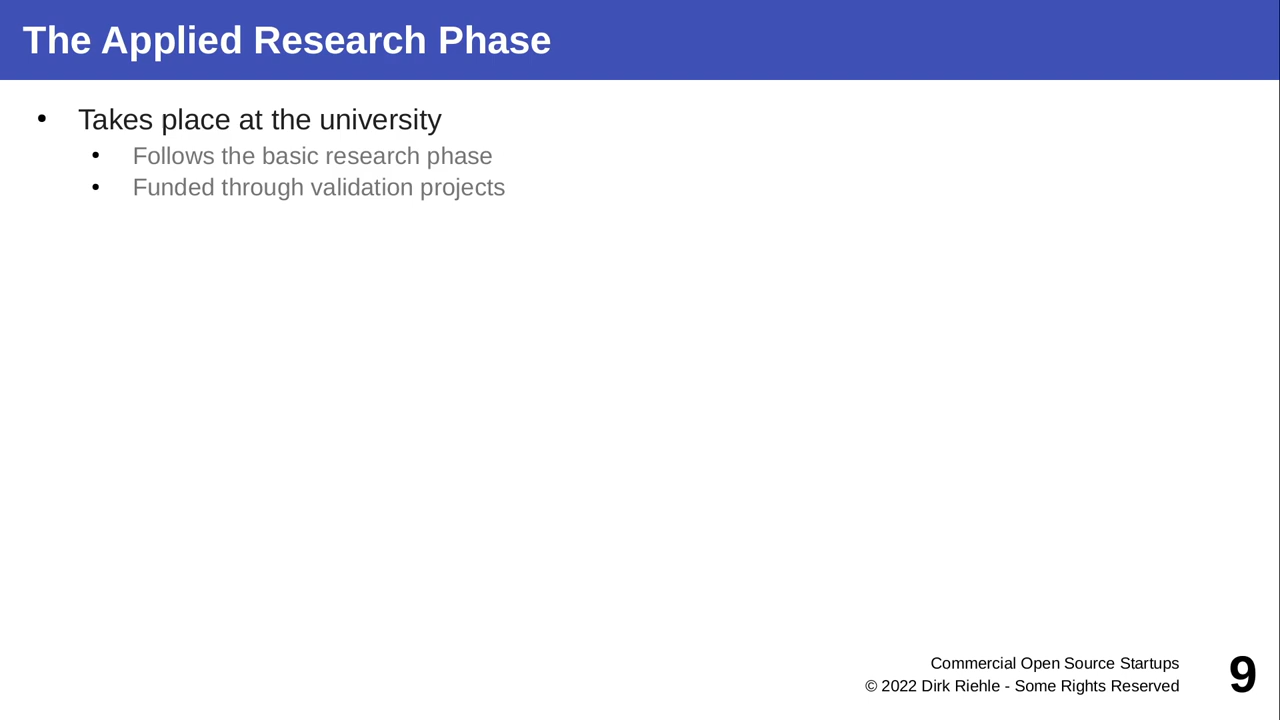 The Applied Research Phase
• Takes place at the university
• Follows the basic research phase
• Funded through validation projects
Commercial Open Source Startups
© 2022 Dirk Riehle - Some Rights Reserved
9